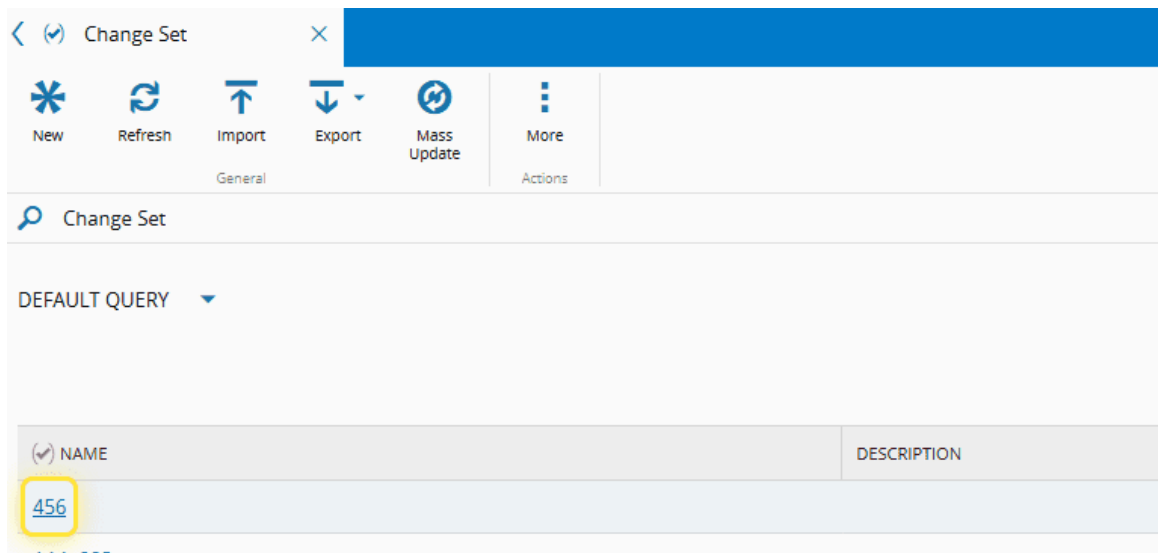 Change Set
New Refresh Import Export Mass Update More
General Actions
Change Set
DEFAULT QUERY
NAME DESCRIPTION
456